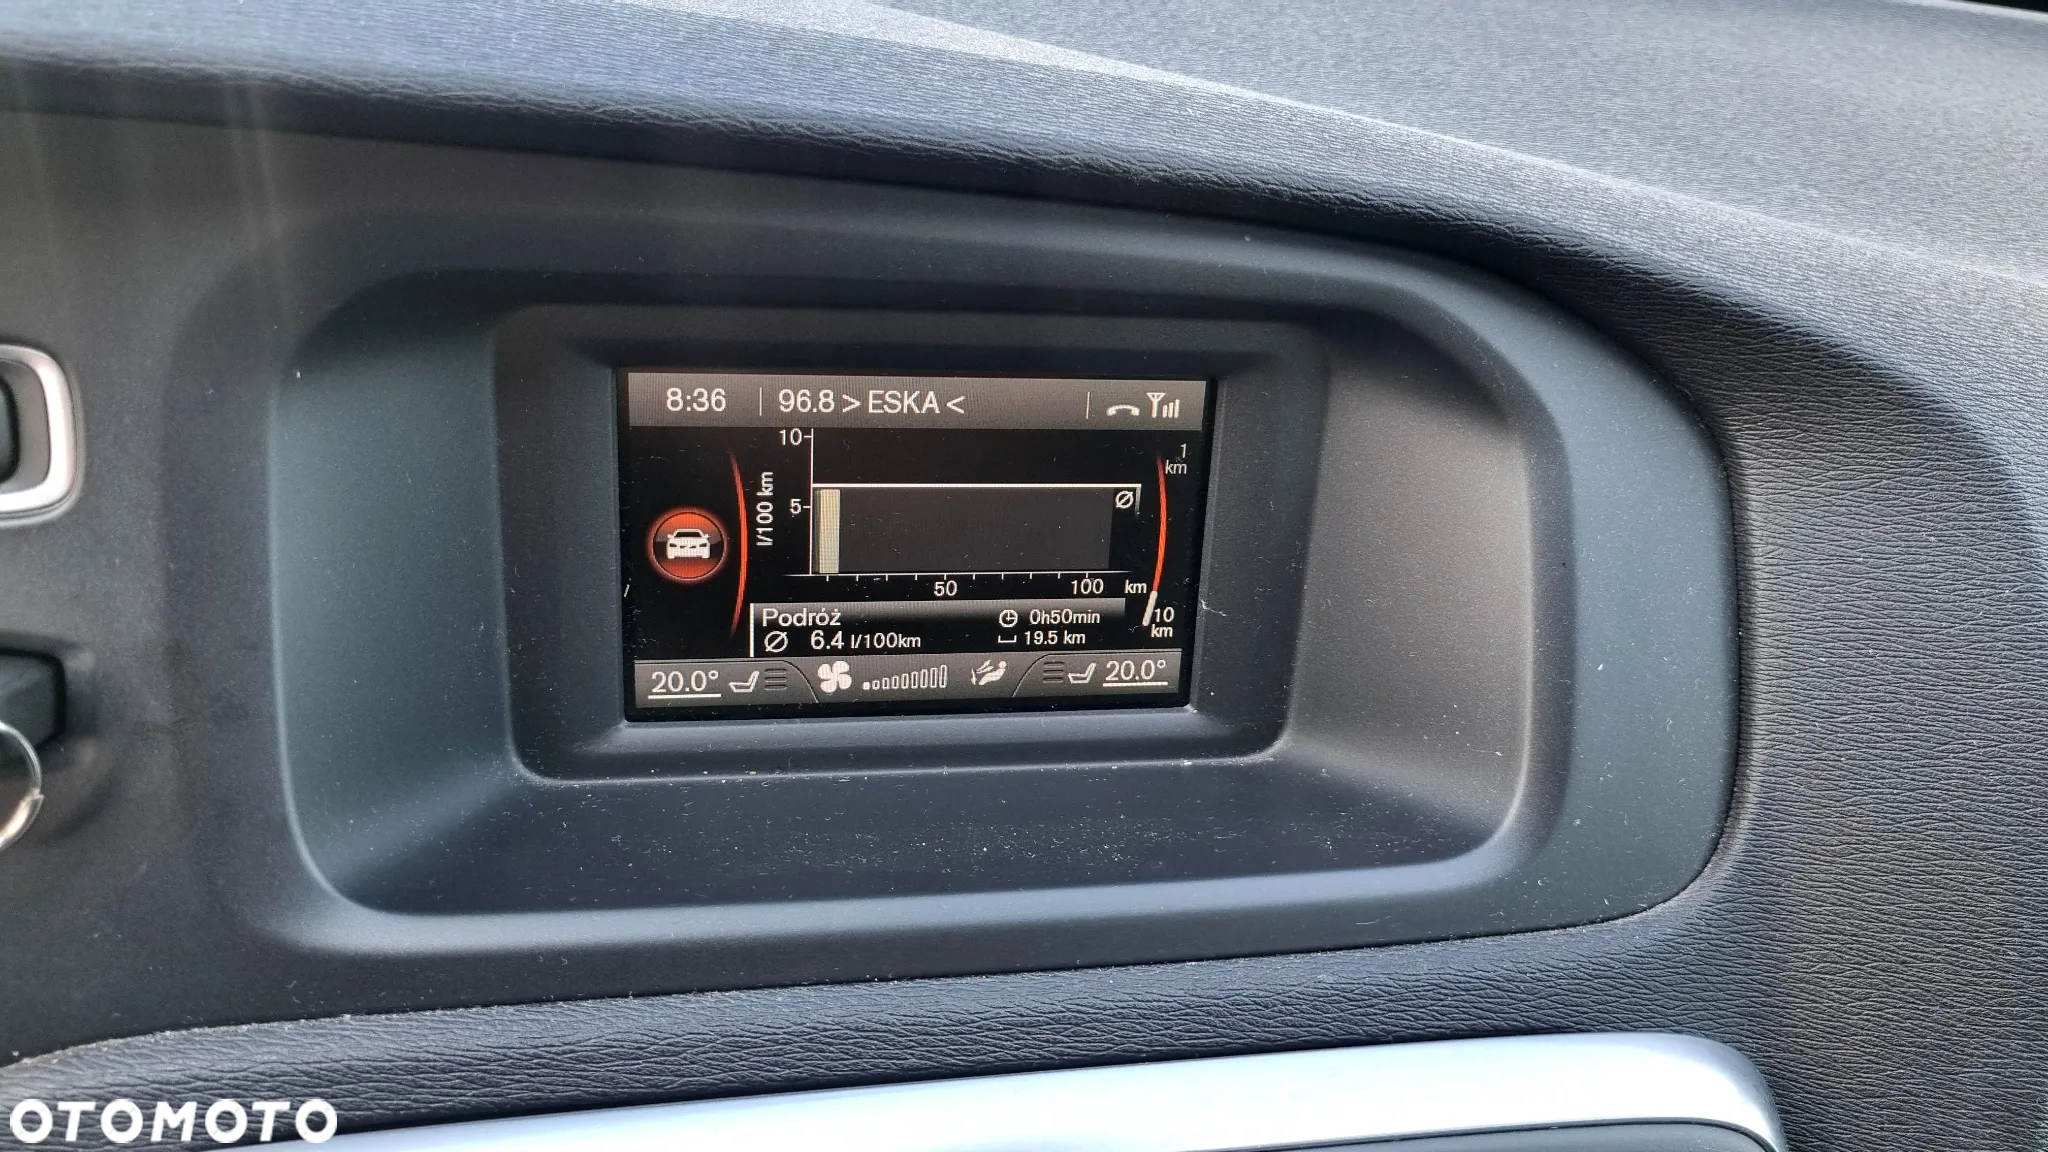 8:36 96.8 > ESKA <
10
1 km
l/100 km
5
Ø
50 100 km
Podróż 0h50min
10 km
Ø 6.4 l/100km 19.5 km
20.0° 20.0°
OTOMOTO